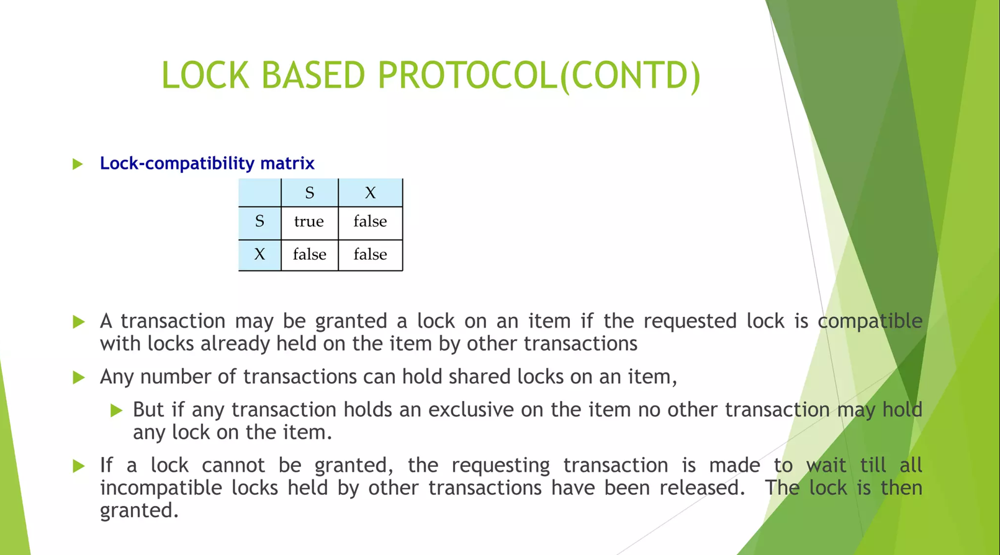 LOCK BASED PROTOCOL(CONTD)
Lock-compatibility matrix
S X
S true false
X false false
A transaction may be granted a lock on an item if the requested lock is compatible
with locks already held on the item by other transactions
Any number of transactions can hold shared locks on an item,
But if any transaction holds an exclusive on the item no other transaction may hold
any lock on the item.
If a lock cannot be granted, the requesting transaction is made to wait till all
incompatible locks held by other transactions have been released. The lock is then
granted.